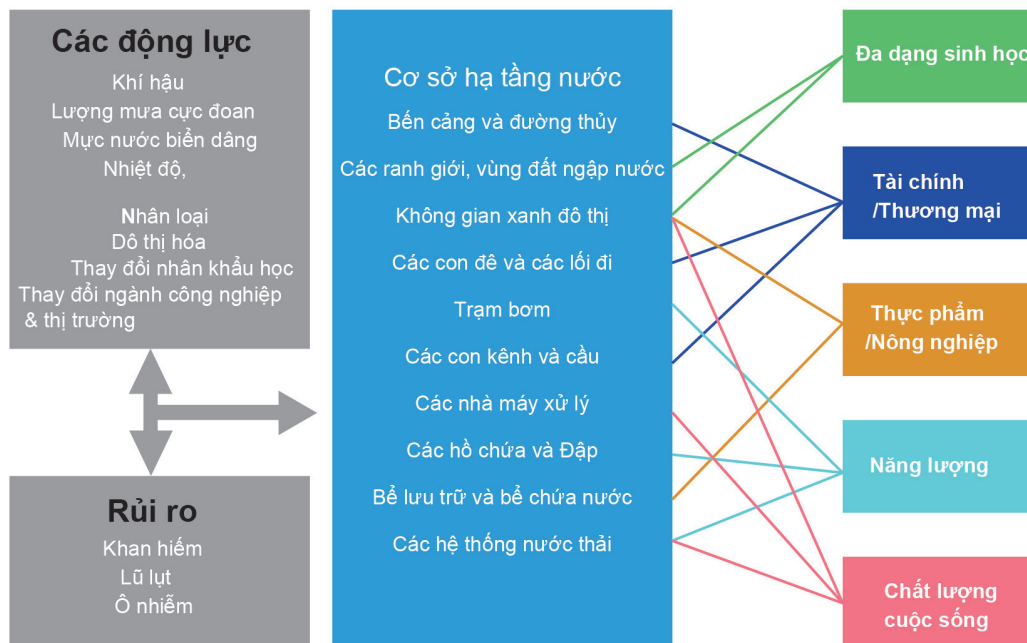 Các động lực
Khí hậu
Lượng mưa cực đoan
Mực nước biển dâng
Nhiệt độ,
Nhân loại
Dô thị hóa
Thay đổi nhân khẩu học
Thay đổi ngành công nghiệp
& thị trường
Rủi ro
Khan hiếm
Lũ lụt
Ô nhiễm
Cơ sở hạ tầng nước
Bến cảng và đường thủy
Các ranh giới, vùng đất ngập nước
Không gian xanh đô thị
Các con đê và các lối đi
Trạm bơm
Các con kênh và cầu
Các nhà máy xử lý
Các hồ chứa và Đập
Bể lưu trữ và bể chứa nước
Các hệ thống nước thải
Đa dạng sinh học
Tài chính
/Thương mại
Thực phẩm
/Nông nghiệp
Năng lượng
Chất lượng
cuộc sống